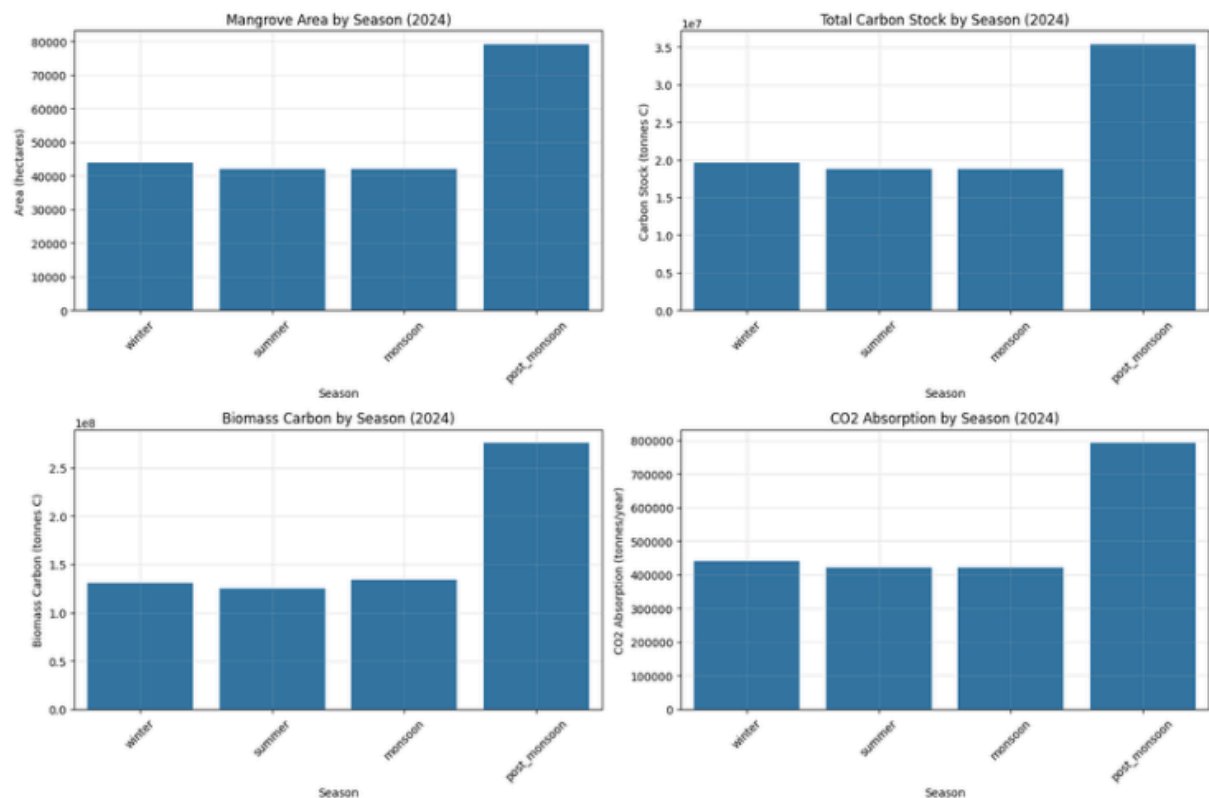 Mangrove Area by Season (2024)
80000
70000
60000
50000
40000
30000
20000
10000
0
Area (hectares)
winter
summer
monsoon
post_monsoon
Season
Total Carbon Stock by Season (2024)
1e7
3.5
3.0
2.5
2.0
1.5
1.0
0.5
0.0
Carbon Stock (tonnes C)
winter
summer
monsoon
post_monsoon
Season
Biomass Carbon by Season (2024)
1e8
2.5
2.0
1.5
1.0
0.5
0.0
Biomass Carbon (tonnes C)
winter
summer
monsoon
post_monsoon
Season
CO2 Absorption by Season (2024)
800000
700000
600000
500000
400000
300000
200000
100000
0
CO2 Absorption (tonnes/year)
winter
summer
monsoon
post_monsoon
Season